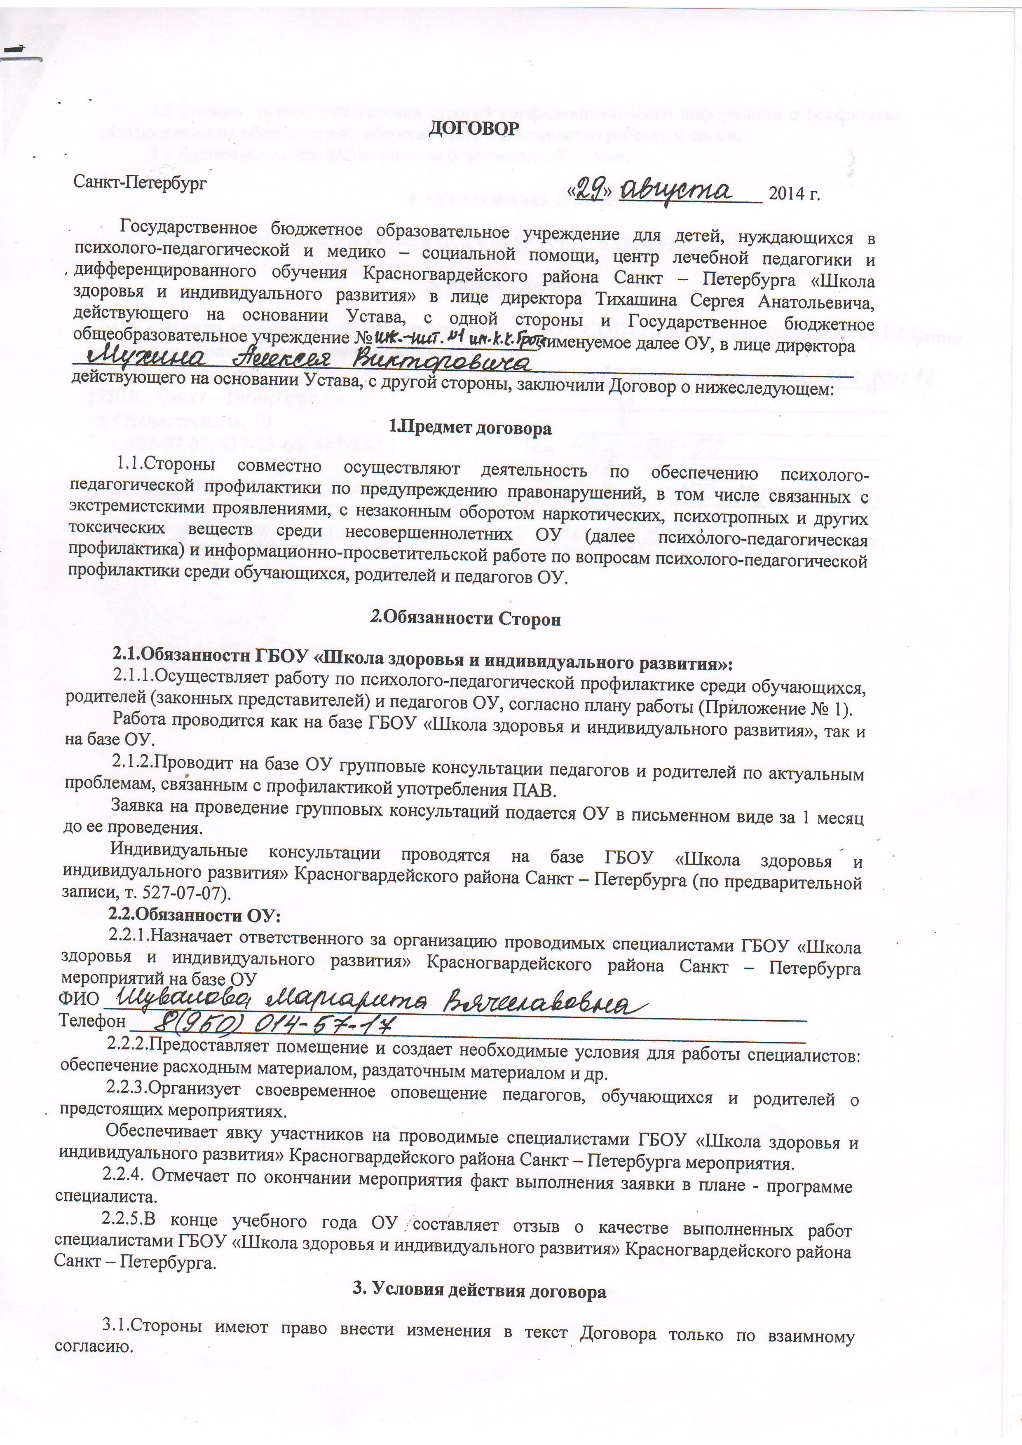 ДОГОВОР
Санкт-Петербург «29» августа 2014 г.
Государственное бюджетное образовательное учреждение для детей, нуждающихся в
психолого-педагогической и медико – социальной помощи, центр лечебной педагогики и
дифференцированного обучения Красногвардейского района Санкт – Петербурга «Школа
здоровья и индивидуального развития» в лице директора Тихашина Сергея Анатольевича,
действующего на основании Устава, с одной стороны и Государственное бюджетное
общеобразовательное учреждение № шк.-инт. №1 им. К.К.Грота именуемое далее ОУ, в лице директора
Мухина Алексея Викторовича
действующего на основании Устава, с другой стороны, заключили Договор о нижеследующем:
1.Предмет договора
1.1.Стороны совместно осуществляют деятельность по обеспечению психолого-
педагогической профилактики по предупреждению правонарушений, в том числе связанных с
экстремистскими проявлениями, с незаконным оборотом наркотических, психотропных и других
токсических веществ среди несовершеннолетних ОУ (далее психолого-педагогическая
профилактика) и информационно-просветительской работе по вопросам психолого-педагогической
профилактики среди обучающихся, родителей и педагогов ОУ.
2.Обязанности Сторон
2.1.Обязанности ГБОУ «Школа здоровья и индивидуального развития»:
2.1.1.Осуществляет работу по психолого-педагогической профилактике среди обучающихся,
родителей (законных представителей) и педагогов ОУ, согласно плану работы (Приложение № 1).
Работа проводится как на базе ГБОУ «Школа здоровья и индивидуального развития», так и
на базе ОУ.
2.1.2.Проводит на базе ОУ групповые консультации педагогов и родителей по актуальным
проблемам, связанным с профилактикой употребления ПАВ.
Заявка на проведение групповых консультаций подается ОУ в письменном виде за 1 месяц
до ее проведения.
Индивидуальные консультации проводятся на базе ГБОУ «Школа здоровья и
индивидуального развития» Красногвардейского района Санкт – Петербурга (по предварительной
записи, т. 527-07-07).
2.2.Обязанности ОУ:
2.2.1.Назначает ответственного за организацию проводимых специалистами ГБОУ «Школа
здоровья и индивидуального развития» Красногвардейского района Санкт – Петербурга
мероприятий на базе ОУ
ФИО Шувалова Маргарита Вячеславовна
Телефон 8(950) 014-57-17
2.2.2.Предоставляет помещение и создает необходимые условия для работы специалистов:
обеспечение расходным материалом, раздаточным материалом и др.
2.2.3.Организует своевременное оповещение педагогов, обучающихся и родителей о
предстоящих мероприятиях.
Обеспечивает явку участников на проводимые специалистами ГБОУ «Школа здоровья и
индивидуального развития» Красногвардейского района Санкт – Петербурга мероприятия.
2.2.4. Отмечает по окончании мероприятия факт выполнения заявки в плане - программе
специалиста.
2.2.5.В конце учебного года ОУ составляет отзыв о качестве выполненных работ
специалистами ГБОУ «Школа здоровья и индивидуального развития» Красногвардейского района
Санкт – Петербурга.
3. Условия действия договора
3.1.Стороны имеют право внести изменения в текст Договора только по взаимному
согласию.